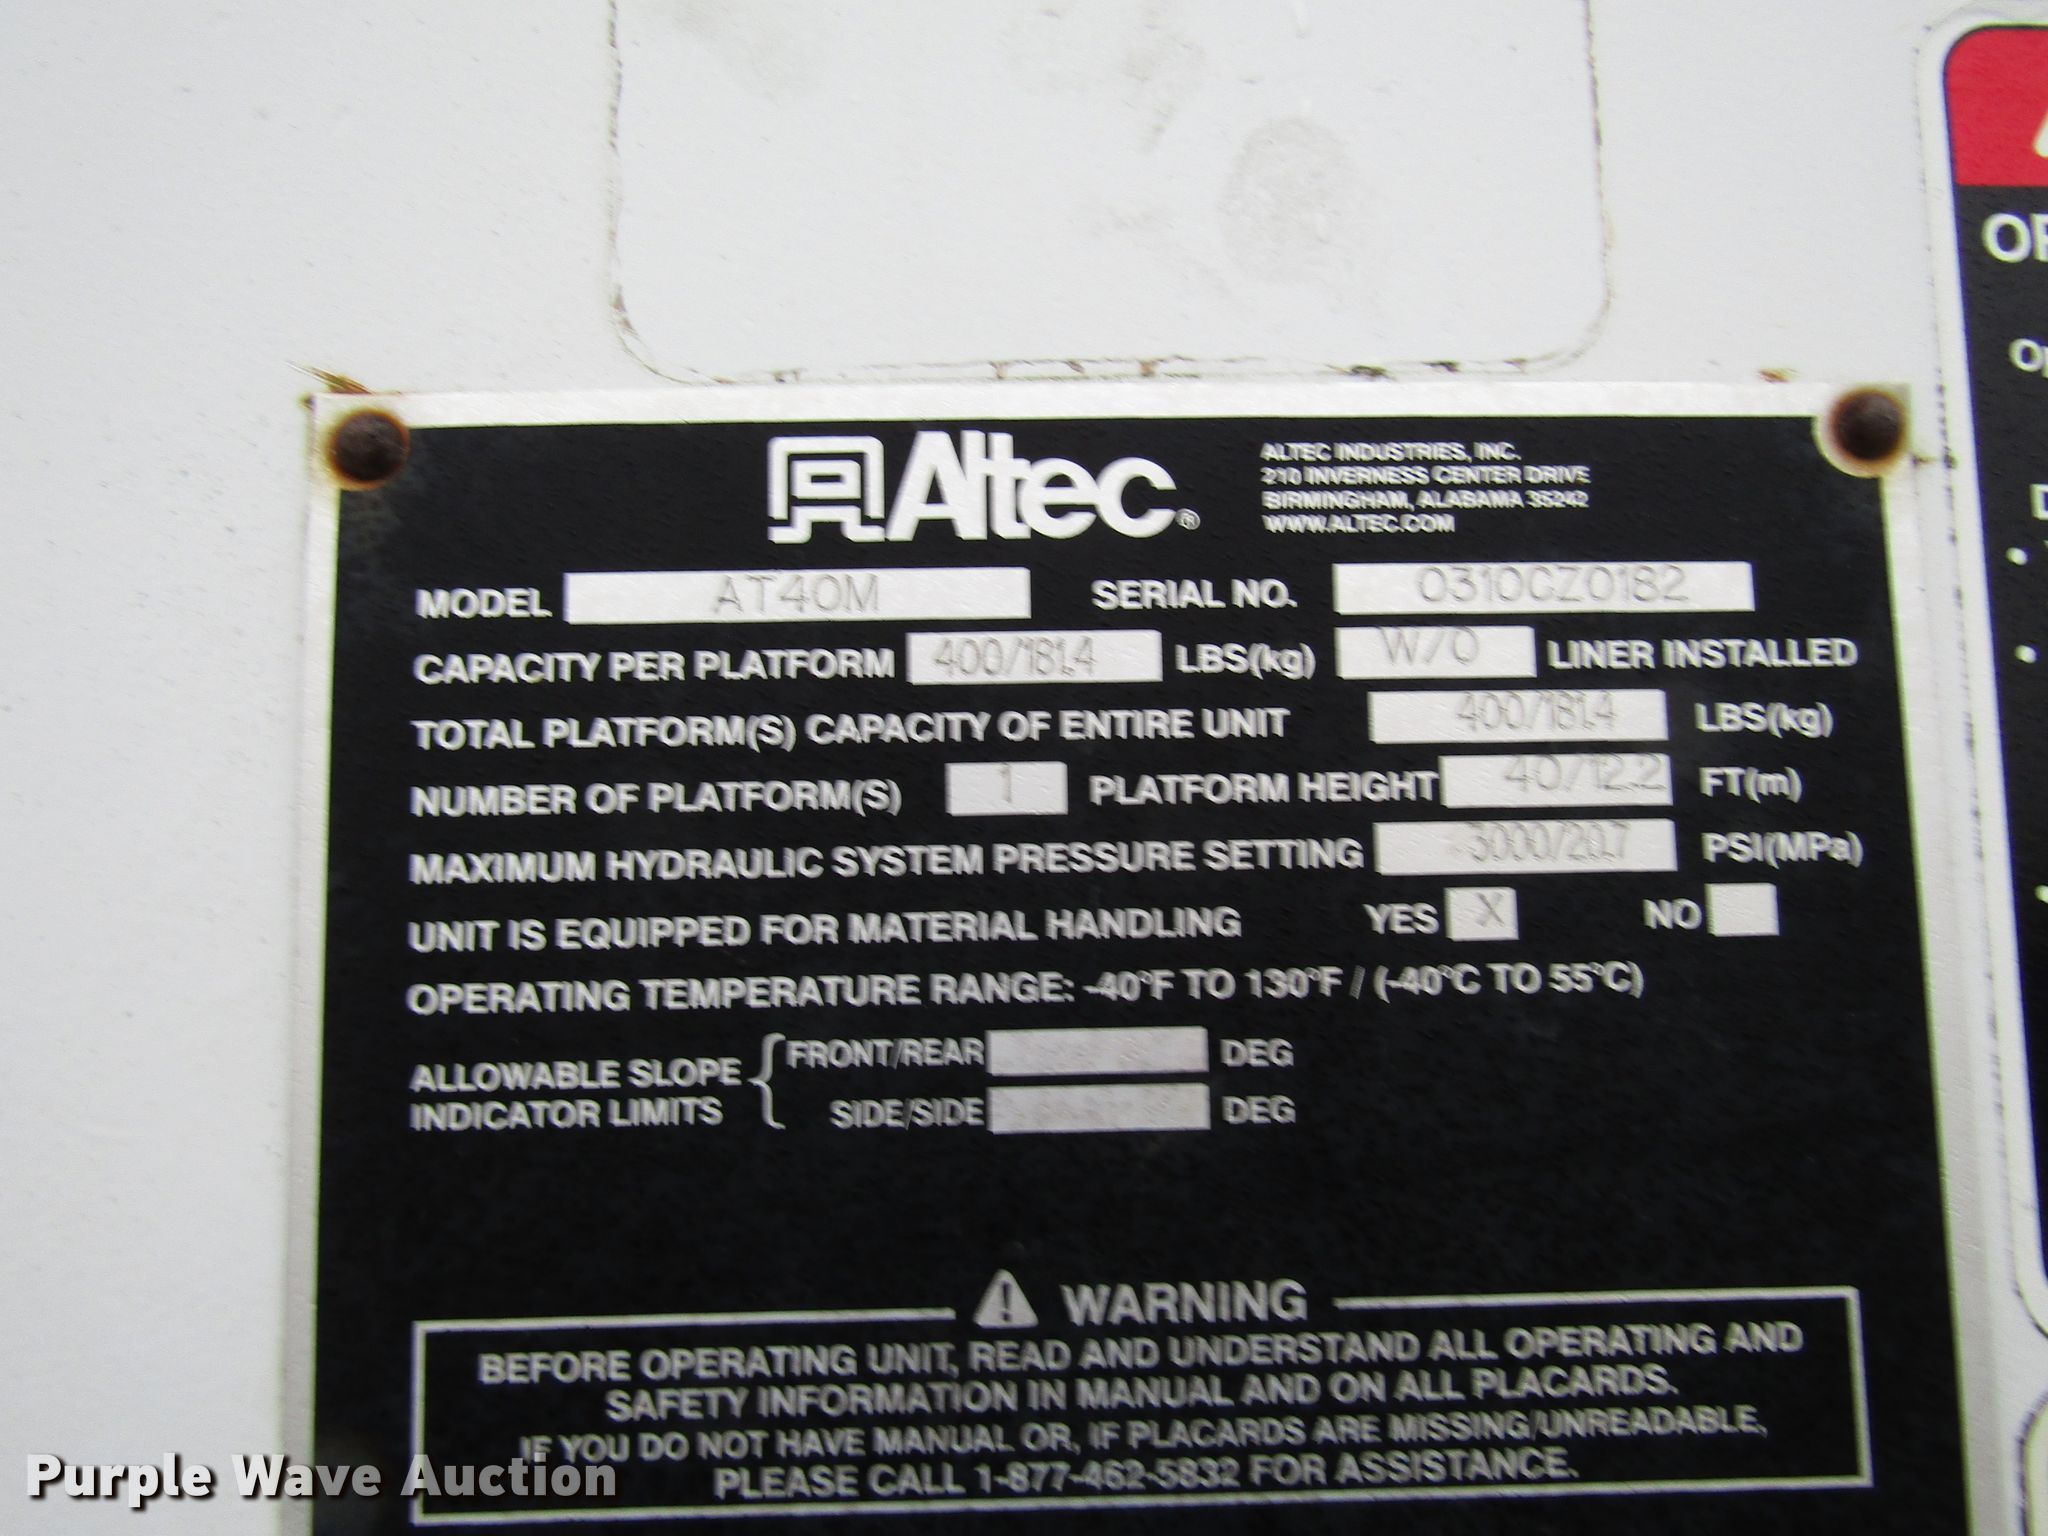 Altec®
ALTEC INDUSTRIES, INC.
210 INVERNESS CENTER DRIVE
BIRMINGHAM, ALABAMA 35242
WWW.ALTEC.COM
MODEL AT40M SERIAL NO. 0310CZ0182
CAPACITY PER PLATFORM 400/181.4 LBS(kg) W/O LINER INSTALLED
TOTAL PLATFORM(S) CAPACITY OF ENTIRE UNIT 400/181.4 LBS(kg)
NUMBER OF PLATFORM(S) 1 PLATFORM HEIGHT 40/12.2 FT(m)
MAXIMUM HYDRAULIC SYSTEM PRESSURE SETTING 3000/20.7 PSI(MPa)
UNIT IS EQUIPPED FOR MATERIAL HANDLING YES X NO
OPERATING TEMPERATURE RANGE: -40°F TO 130°F / (-40°C TO 55°C)
ALLOWABLE SLOPE INDICATOR LIMITS
FRONT/REAR DEG
SIDE/SIDE DEG
WARNING
BEFORE OPERATING UNIT, READ AND UNDERSTAND ALL OPERATING AND
SAFETY INFORMATION IN MANUAL AND ON ALL PLACARDS.
IF YOU DO NOT HAVE MANUAL OR, IF PLACARDS ARE MISSING/UNREADABLE,
PLEASE CALL 1-877-462-5832 FOR ASSISTANCE.
Purple Wave Auction